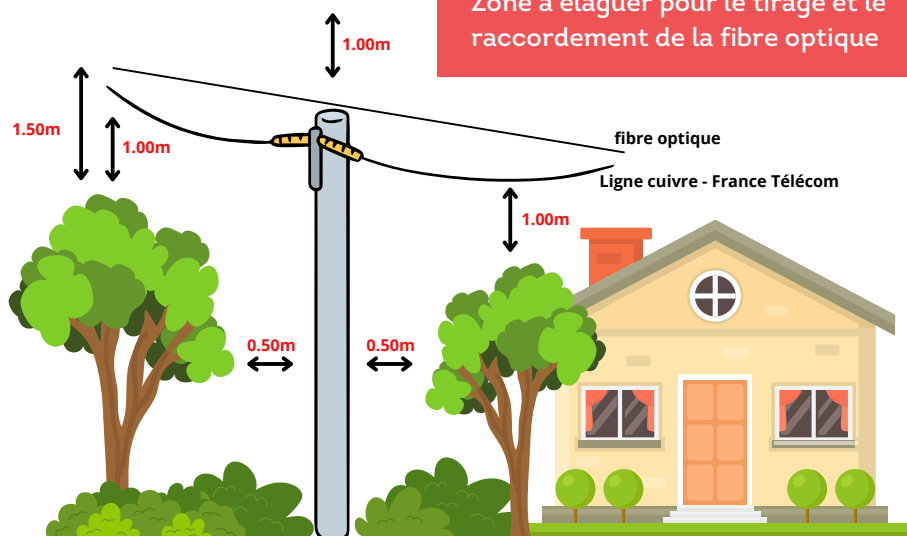 Zone à élaguer pour le tirage et le
raccordement de la fibre optique
1.00m
1.50m
1.00m
fibre optique
Ligne cuivre - France Télécom
1.00m
0.50m
0.50m